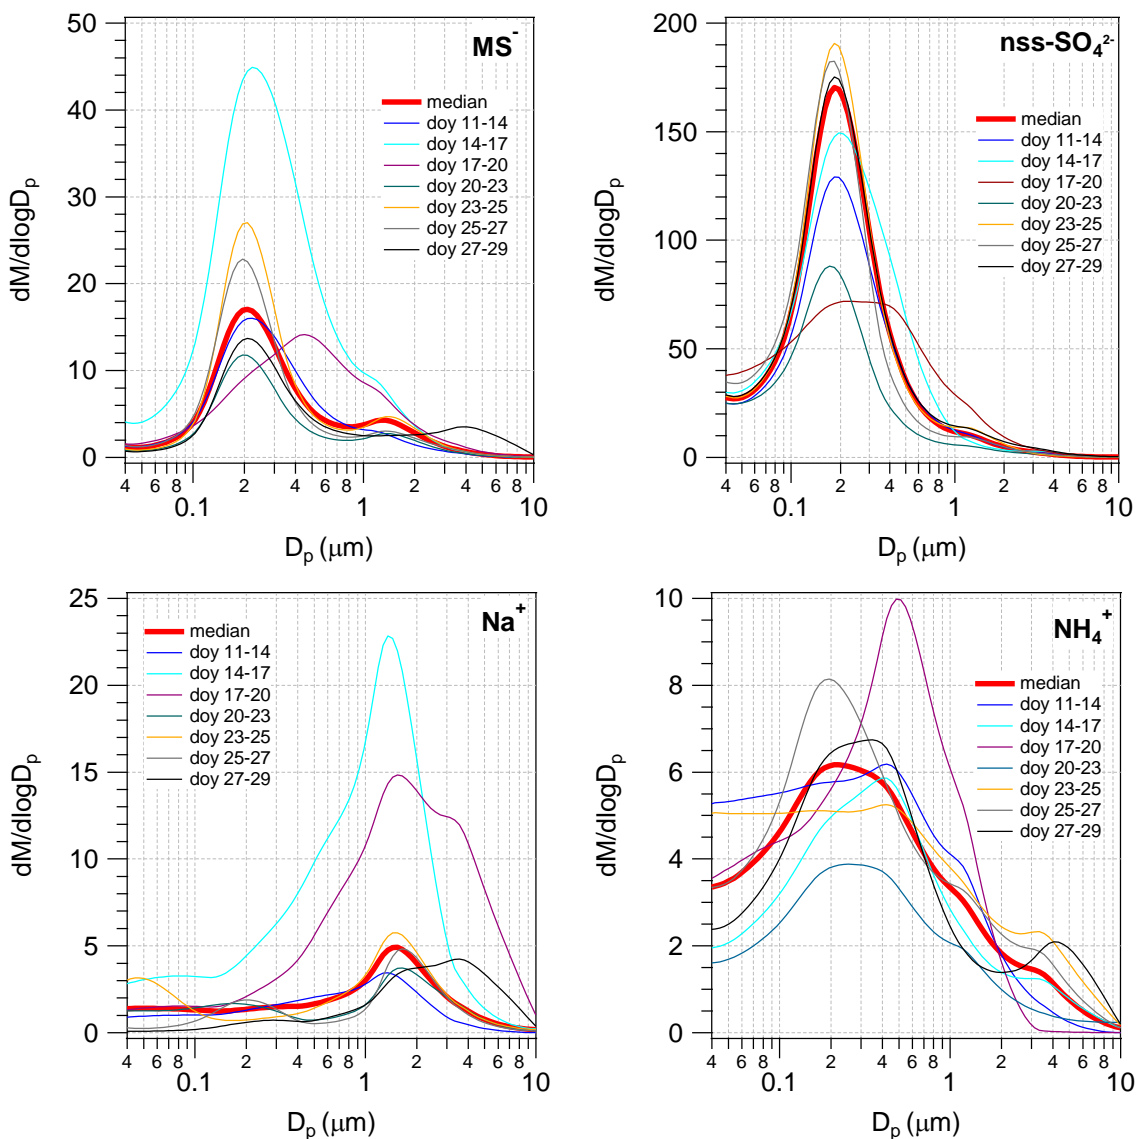 MS⁻
50
40
30
20
10
0
dM/dlogDₚ
median
doy 11-14
doy 14-17
doy 17-20
doy 20-23
doy 23-25
doy 25-27
doy 27-29
4 6 8 0.1 2 4 6 8 1 2 4 6 8 10
Dₚ (μm)
nss-SO₄²⁻
200
150
100
50
0
dM/dlogDₚ
median
doy 11-14
doy 14-17
doy 17-20
doy 20-23
doy 23-25
doy 25-27
doy 27-29
4 6 8 0.1 2 4 6 8 1 2 4 6 8 10
Dₚ (μm)
Na⁺
25
20
15
10
5
0
dM/dlogDₚ
median
doy 11-14
doy 14-17
doy 17-20
doy 20-23
doy 23-25
doy 25-27
doy 27-29
4 6 8 0.1 2 4 6 8 1 2 4 6 8 10
Dₚ (μm)
NH₄⁺
10
8
6
4
2
0
dM/dlogDₚ
median
doy 11-14
doy 14-17
doy 17-20
doy 20-23
doy 23-25
doy 25-27
doy 27-29
4 6 8 0.1 2 4 6 8 1 2 4 6 8 10
Dₚ (μm)